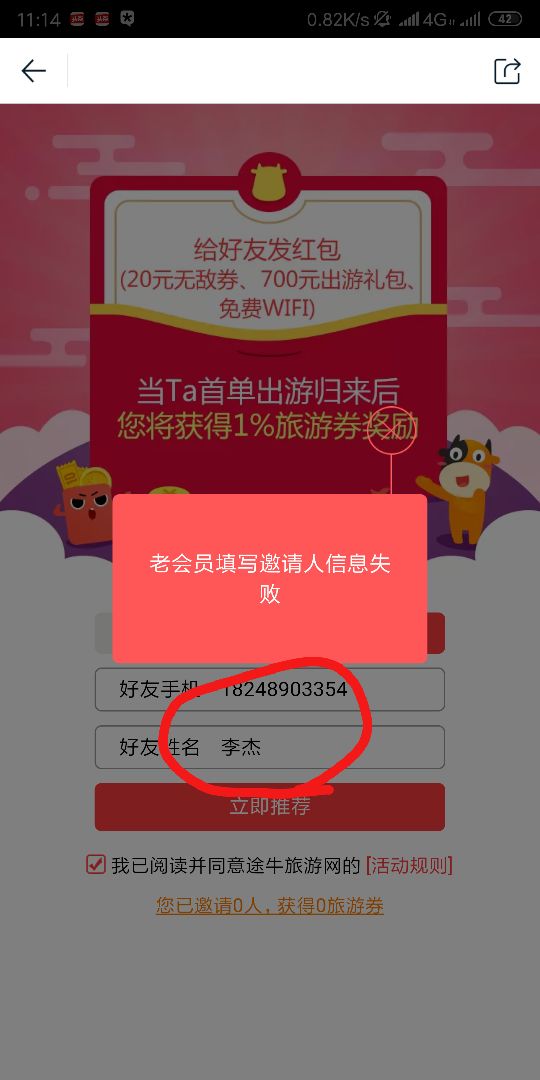 11:14 0.82K/s 4G 42
给好友发红包
(20元无敌券、700元出游礼包、
免费WIFI)
当Ta首单出游归来后
您将获得1%旅游券奖励
老会员填写邀请人信息失
败
好友手机 18248903354
好友姓名 李杰
立即推荐
我已阅读并同意途牛旅游网的 [活动规则]
您已邀请0人，获得0旅游券